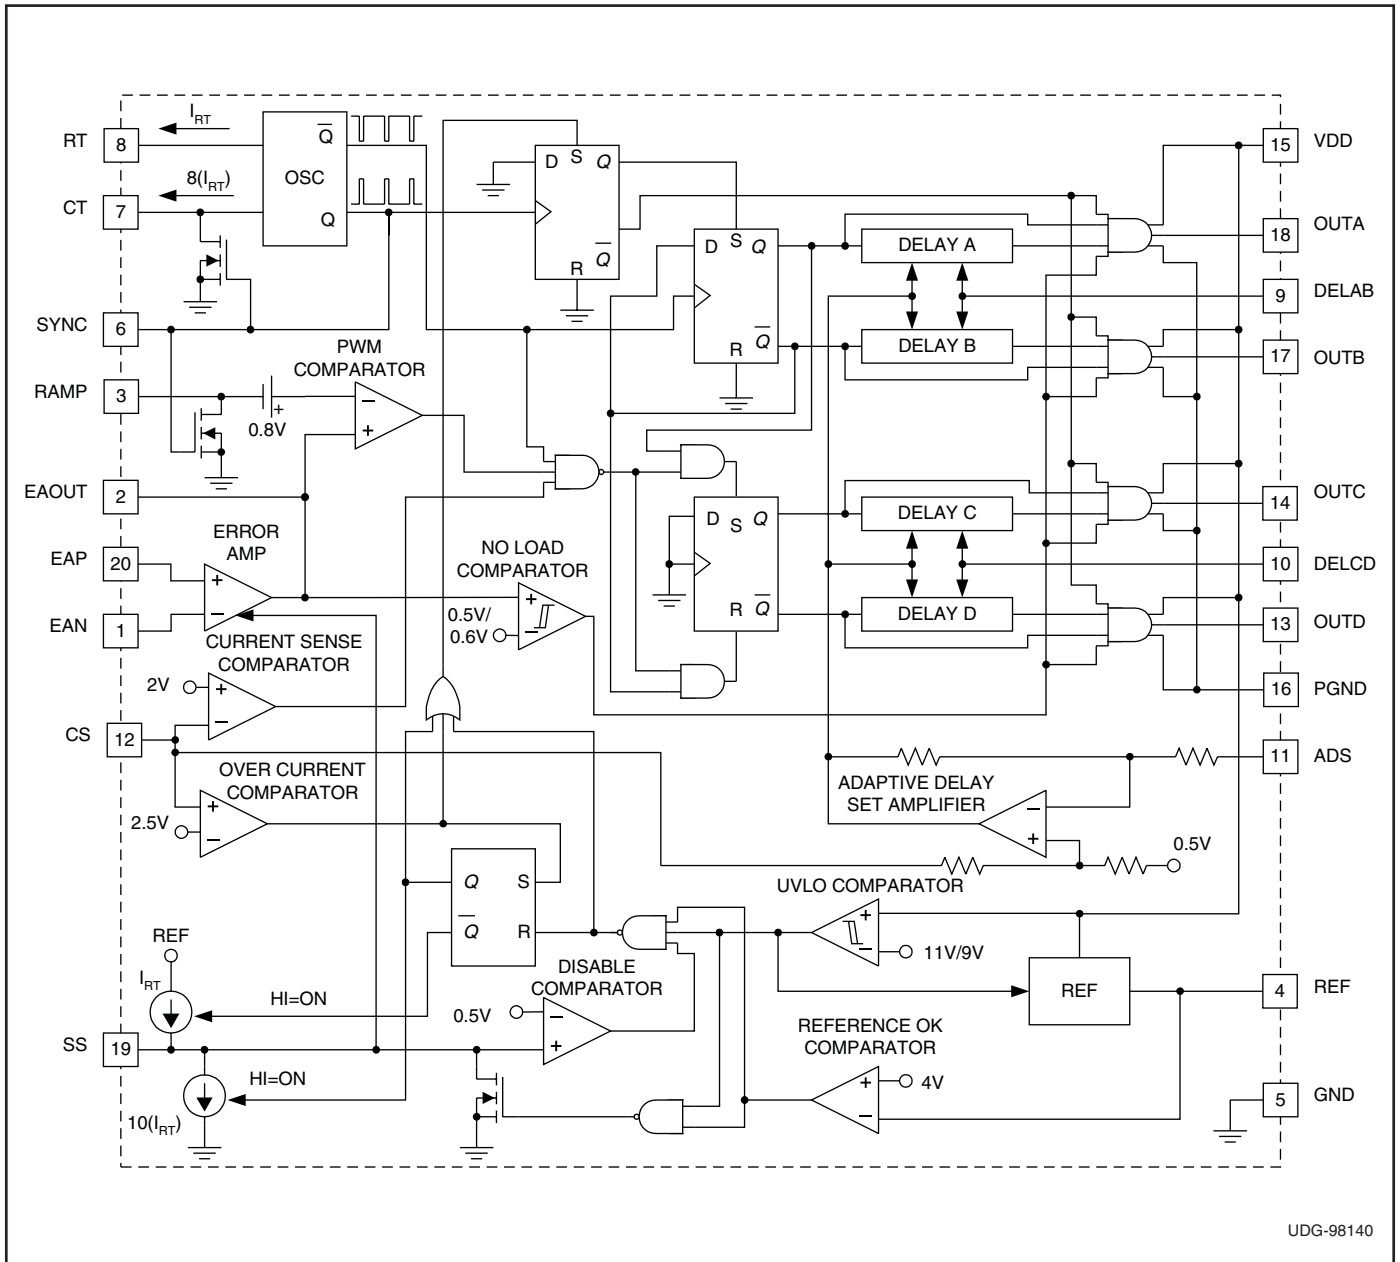 I_RT
RT
8
Q
15
VDD
D
S
Q
OSC
8(I_RT)
CT
7
Q
18
OUTA
R
Q
D
S
Q
DELAY A
9
DELAB
SYNC
6
PWM
COMPARATOR
R
Q
DELAY B
17
OUTB
RAMP
3
−
+
0.8V
+
EAOUT
2
14
OUTC
D
S
Q
DELAY C
ERROR
AMP
EAP
20
NO LOAD
COMPARATOR
10
DELCD
+
−
0.5V/
0.6V
+
−
R
Q
DELAY D
13
OUTD
EAN
1
CURRENT SENSE
COMPARATOR
2V
+
−
16
PGND
CS
12
11
ADS
OVER CURRENT
COMPARATOR
ADAPTIVE DELAY
SET AMPLIFIER
2.5V
+
−
−
+
0.5V
Q
S
UVLO COMPARATOR
Q
R
+
−
11V/9V
REF
I_RT
DISABLE
COMPARATOR
HI=ON
0.5V
−
+
REF
4
REF
SS
19
REFERENCE OK
COMPARATOR
HI=ON
+
−
4V
10(I_RT)
5
GND
UDG-98140